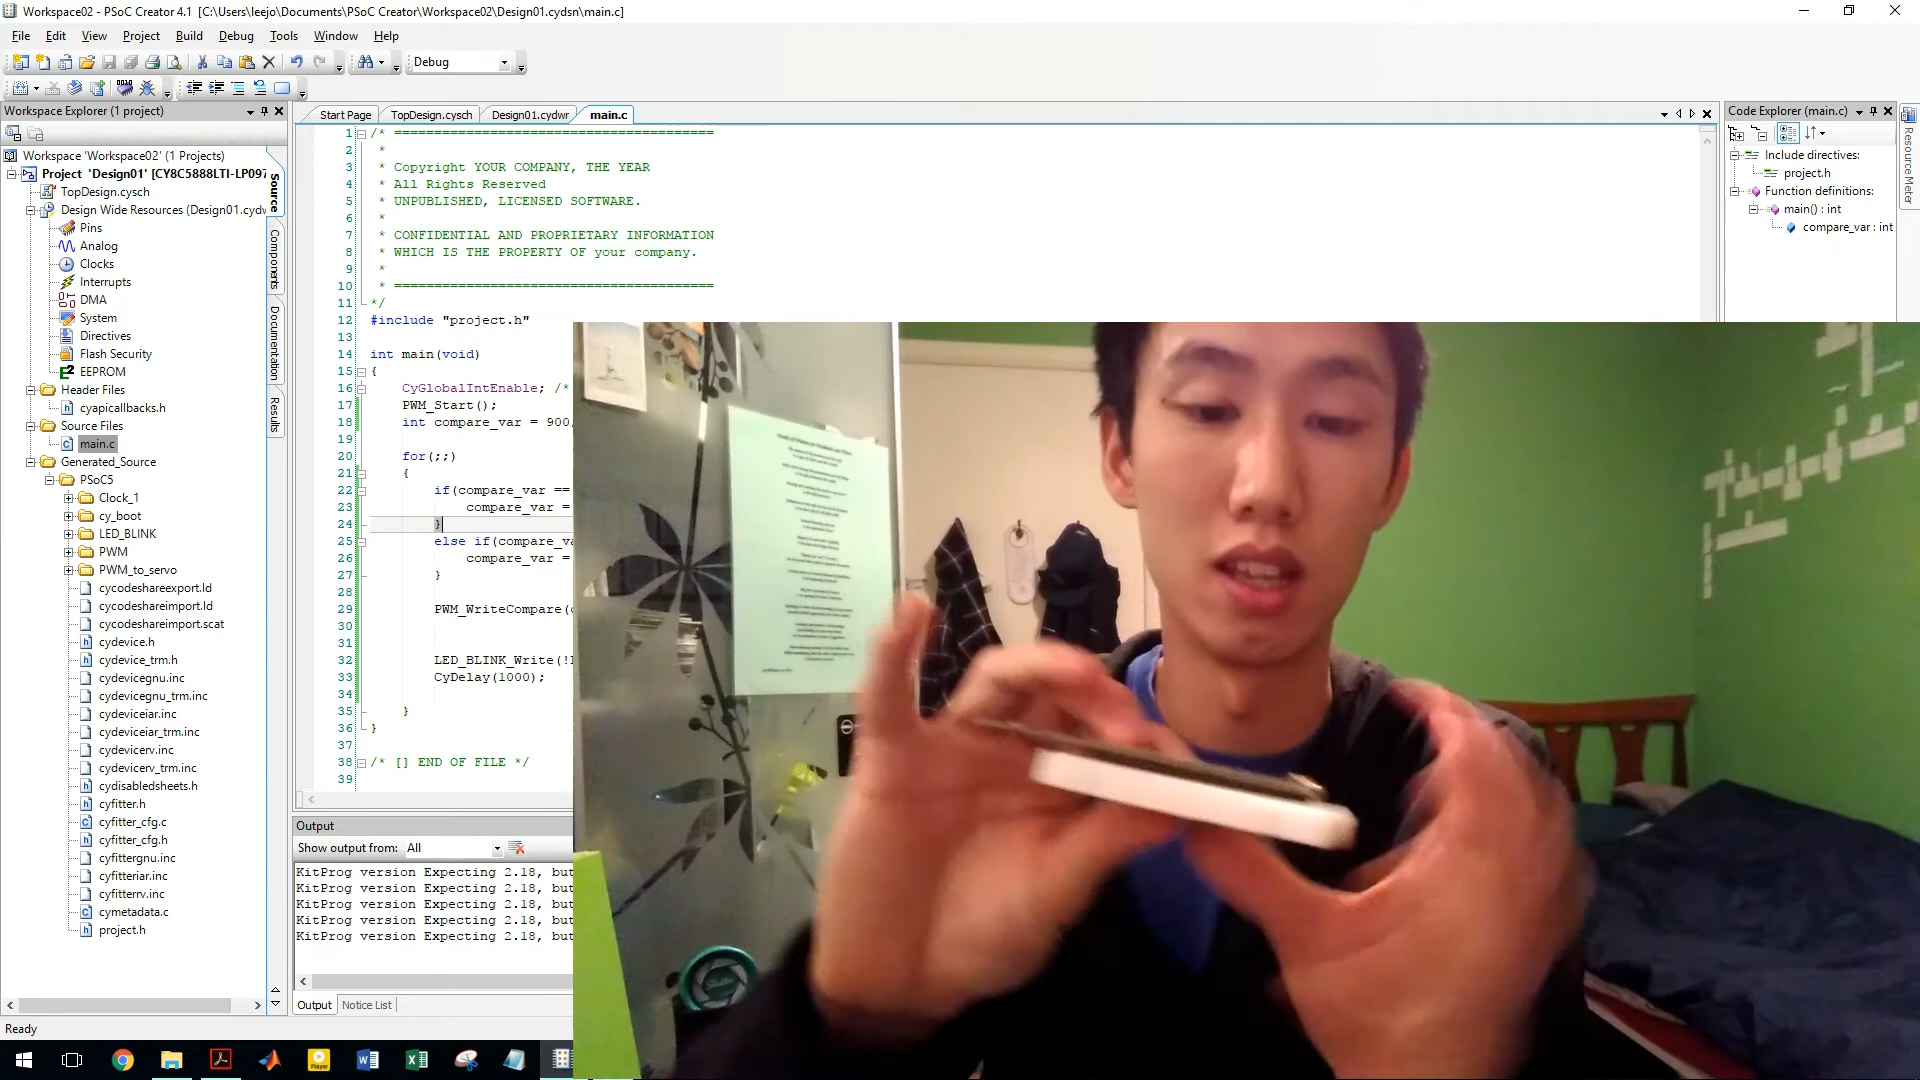 Workspace02 - PSoC Creator 4.1 [C:\Users\leejo\Documents\PSoC Creator\Workspace02\Design01.cydsn\main.c]
File Edit View Project Build Debug Tools Window Help
Debug
Workspace Explorer (1 project)
Workspace 'Workspace02' (1 Projects)
Project 'Design01' [CY8C5888LTI-LP097
TopDesign.cysch
Design Wide Resources (Design01.cydw
Pins
Analog
Clocks
Interrupts
DMA
System
Directives
Flash Security
EEPROM
Header Files
cyapicallbacks.h
Source Files
main.c
Generated_Source
PSoC5
Clock_1
cy_boot
LED_BLINK
PWM
PWM_to_servo
cycodeshareexport.ld
cycodeshareimport.ld
cycodeshareimport.scat
cydevice.h
cydevice_trm.h
cydevicegnu.inc
cydevicegnu_trm.inc
cydeviceiar.inc
cydeviceiar_trm.inc
cydevicerv.inc
cydevicerv_trm.inc
cydisabledsheets.h
cyfitter.h
cyfitter_cfg.c
cyfitter_cfg.h
cyfittergnu.inc
cyfitteriar.inc
cyfitterrv.inc
cymetadata.c
project.h
Source
Components
Documentation
Results
Start Page TopDesign.cysch Design01.cydwr main.c
1 /* ========================================
2 *
3 * Copyright YOUR COMPANY, THE YEAR
4 * All Rights Reserved
5 * UNPUBLISHED, LICENSED SOFTWARE.
6 *
7 * CONFIDENTIAL AND PROPRIETARY INFORMATION
8 * WHICH IS THE PROPERTY OF your company.
9 *
10 * ========================================
11 */
12 #include "project.h"
13
14 int main(void)
15 {
16 CyGlobalIntEnable; /*
17 PWM_Start();
18 int compare_var = 900
19
20 for(;;)
21 {
22 if(compare_var ==
23 compare_var =
24 }
25 else if(compare_va
26 compare_var =
27 }
28
29 PWM_WriteCompare(
30
31
32 LED_BLINK_Write(!
33 CyDelay(1000);
34
35 }
36 }
37
38 /* [] END OF FILE */
39
Output
Show output from: All
KitProg version Expecting 2.18, but
KitProg version Expecting 2.18, but
KitProg version Expecting 2.18, but
KitProg version Expecting 2.18, but
KitProg version Expecting 2.18, but
Output Notice List
Ready
Code Explorer (main.c)
Include directives:
project.h
Function definitions:
main() : int
compare_var : int
Resource Meter
Player